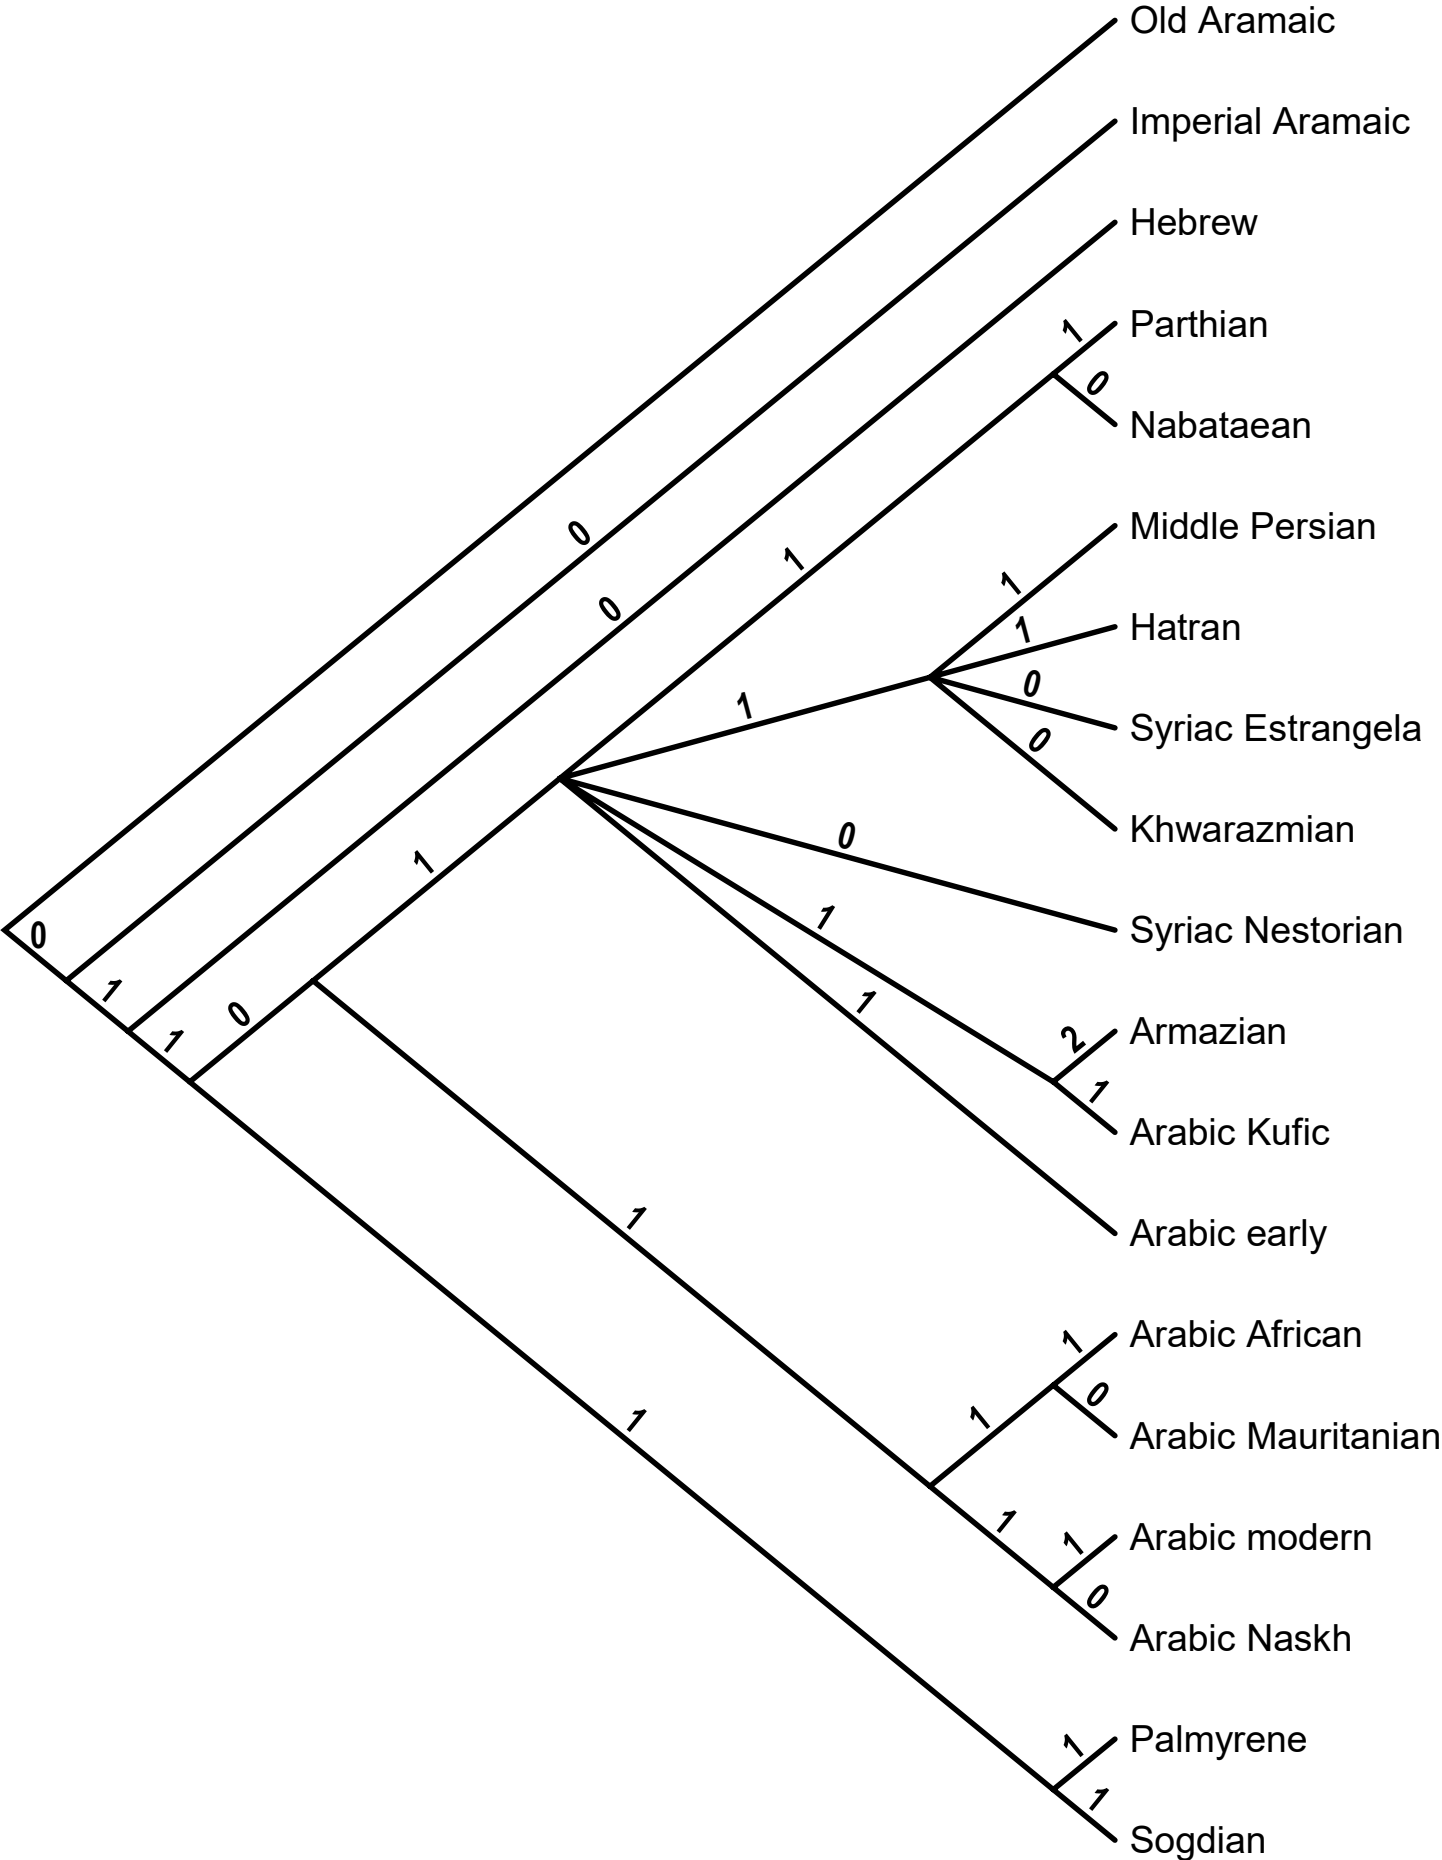 Old Aramaic
Imperial Aramaic
Hebrew
1 Parthian
0 Nabataean
Middle Persian
0
1
1
0
1 Hatran
0 Syriac Estrangela
1
0 Khwarazmian
0
1
1
Syriac Nestorian
0
1
1
0
1
2 Armazian
1 Arabic Kufic
1
Arabic early
1 Arabic African
0 Arabic Mauritanian
1
1
1
1 Arabic modern
0 Arabic Naskh
1 Palmyrene
1 Sogdian